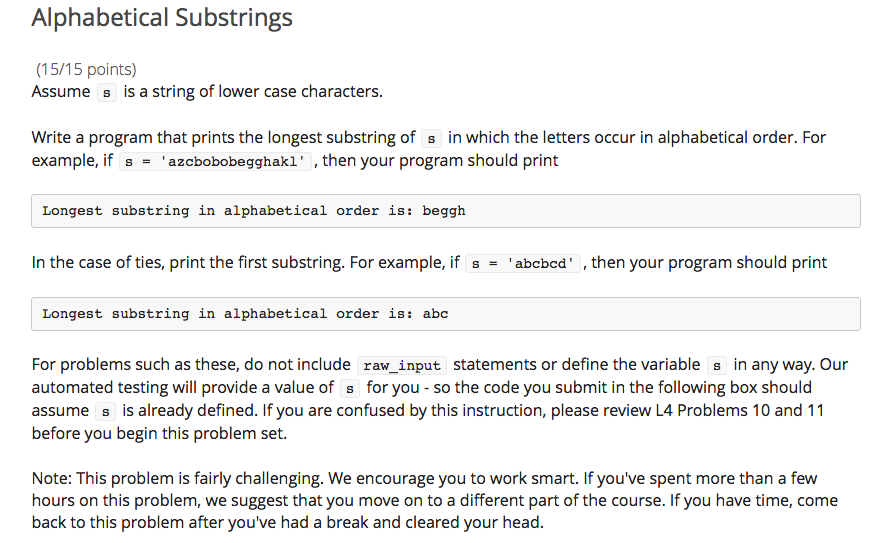 Alphabetical Substrings
(15/15 points)
Assume s is a string of lower case characters.
Write a program that prints the longest substring of s in which the letters occur in alphabetical order. For
example, if s = 'azcbobobegghakl' , then your program should print
Longest substring in alphabetical order is: beggh
In the case of ties, print the first substring. For example, if s = 'abcbcd' , then your program should print
Longest substring in alphabetical order is: abc
For problems such as these, do not include raw_input statements or define the variable s in any way. Our
automated testing will provide a value of s for you - so the code you submit in the following box should
assume s is already defined. If you are confused by this instruction, please review L4 Problems 10 and 11
before you begin this problem set.
Note: This problem is fairly challenging. We encourage you to work smart. If you've spent more than a few
hours on this problem, we suggest that you move on to a different part of the course. If you have time, come
back to this problem after you've had a break and cleared your head.